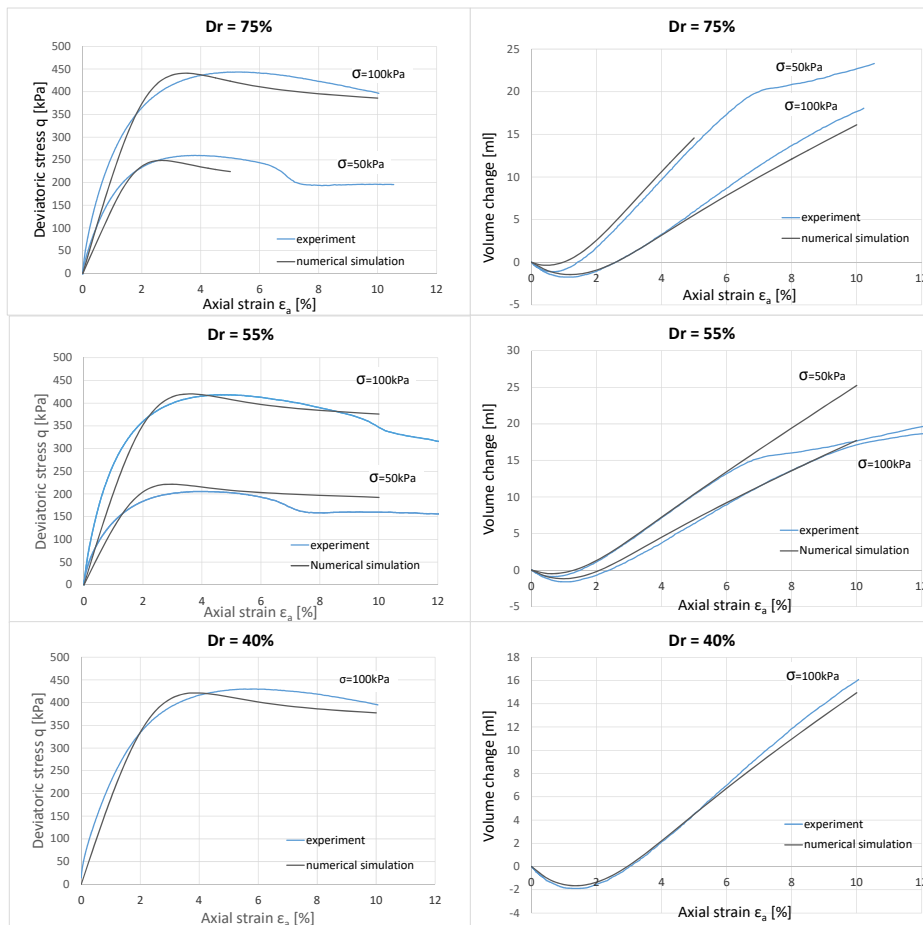 Dr = 75%
Deviatoric stress q [kPa]
500
450
400
350
300
250
200
150
100
50
0
σ=100kPa
σ=50kPa
experiment
numerical simulation
0 2 4 6 8 10 12
Axial strain εa [%]
Dr = 75%
Volume change [ml]
25
20
15
10
5
0
-5
σ=50kPa
σ=100kPa
experiment
numerical simulation
0 2 4 6 8 10 12
Axial strain εa [%]
Dr = 55%
Deviatoric stress q [kPa]
500
450
400
350
300
250
200
150
100
50
0
σ=100kPa
σ=50kPa
experiment
Numerical simulation
0 2 4 6 8 10 12
Axial strain εa [%]
Dr = 55%
Volume change [ml]
30
25
20
15
10
5
0
-5
σ=50kPa
σ=100kPa
experiment
Numerical simulation
0 2 4 6 8 10 12
Axial strain εa [%]
Dr = 40%
Deviatoric stress q [kPa]
500
450
400
350
300
250
200
150
100
50
0
σ=100kPa
experiment
numerical simulation
0 2 4 6 8 10 12
Axial strain εa [%]
Dr = 40%
Volume change [ml]
18
16
14
12
10
8
6
4
2
0
-2
-4
σ=100kPa
experiment
numerical simulation
0 2 4 6 8 10 12
Axial strain εa [%]